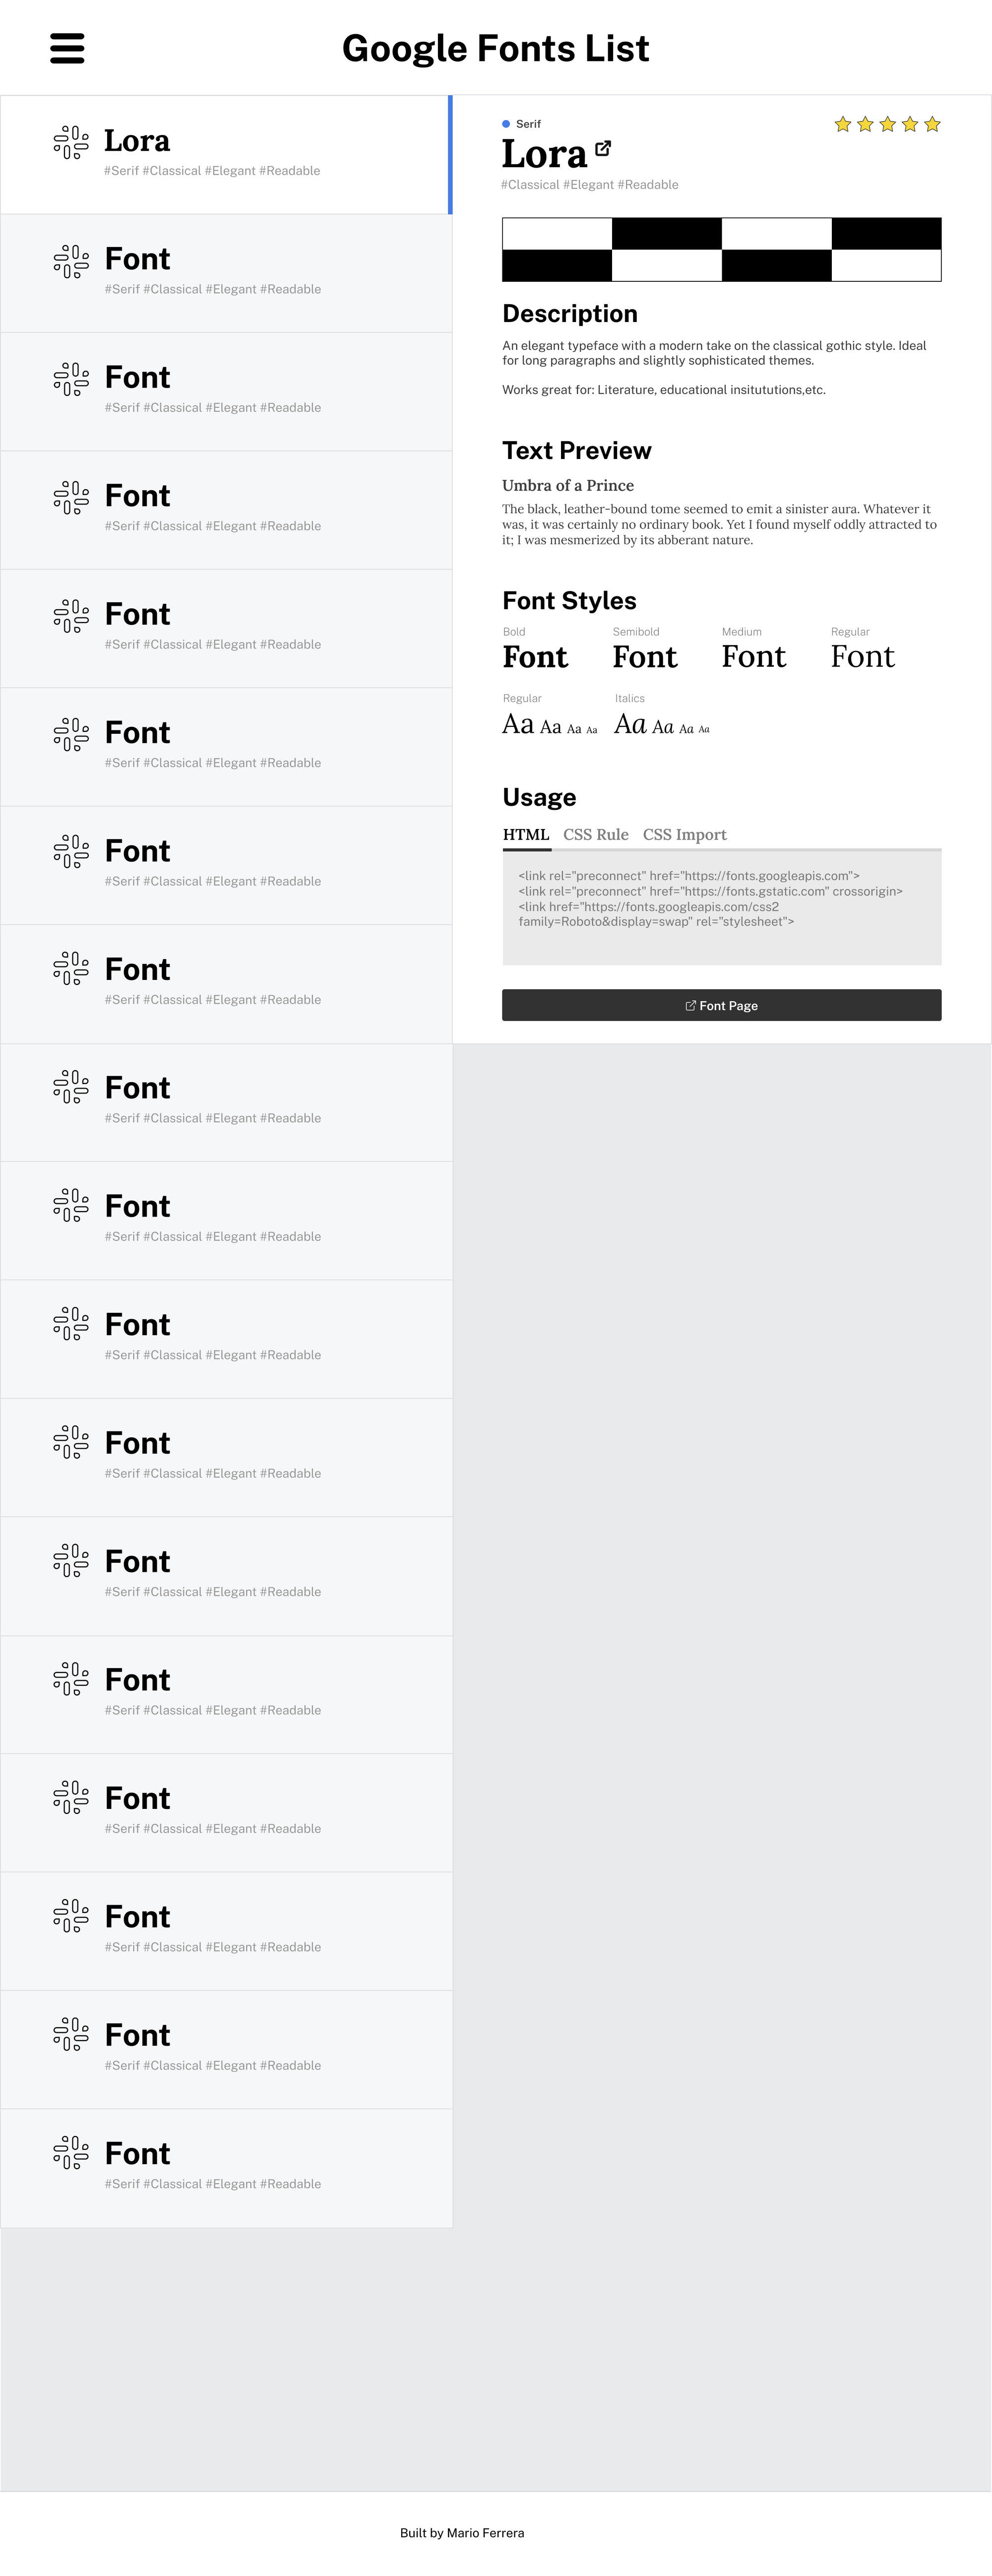 Google Fonts List
Lora
#Serif #Classical #Elegant #Readable
Font
#Serif #Classical #Elegant #Readable
Font
#Serif #Classical #Elegant #Readable
Font
#Serif #Classical #Elegant #Readable
Font
#Serif #Classical #Elegant #Readable
Font
#Serif #Classical #Elegant #Readable
Font
#Serif #Classical #Elegant #Readable
Font
#Serif #Classical #Elegant #Readable
Font
#Serif #Classical #Elegant #Readable
Font
#Serif #Classical #Elegant #Readable
Font
#Serif #Classical #Elegant #Readable
Font
#Serif #Classical #Elegant #Readable
Font
#Serif #Classical #Elegant #Readable
Font
#Serif #Classical #Elegant #Readable
Font
#Serif #Classical #Elegant #Readable
Font
#Serif #Classical #Elegant #Readable
Font
#Serif #Classical #Elegant #Readable
Font
#Serif #Classical #Elegant #Readable
Serif
Lora
#Classical #Elegant #Readable
Description
An elegant typeface with a modern take on the classical gothic style. Ideal
for long paragraphs and slightly sophisticated themes.
Works great for: Literature, educational insitututions,etc.
Text Preview
Umbra of a Prince
The black, leather-bound tome seemed to emit a sinister aura. Whatever it
was, it was certainly no ordinary book. Yet I found myself oddly attracted to
it; I was mesmerized by its abberant nature.
Font Styles
Bold Semibold Medium Regular
Font Font Font Font
Regular Italics
Aa Aa Aa Aa Aa Aa Aa Aa
Usage
HTML CSS Rule CSS Import
<link rel="preconnect" href="https://fonts.googleapis.com">
<link rel="preconnect" href="https://fonts.gstatic.com" crossorigin>
<link href="https://fonts.googleapis.com/css2
family=Roboto&display=swap" rel="stylesheet">
Font Page
Built by Mario Ferrera